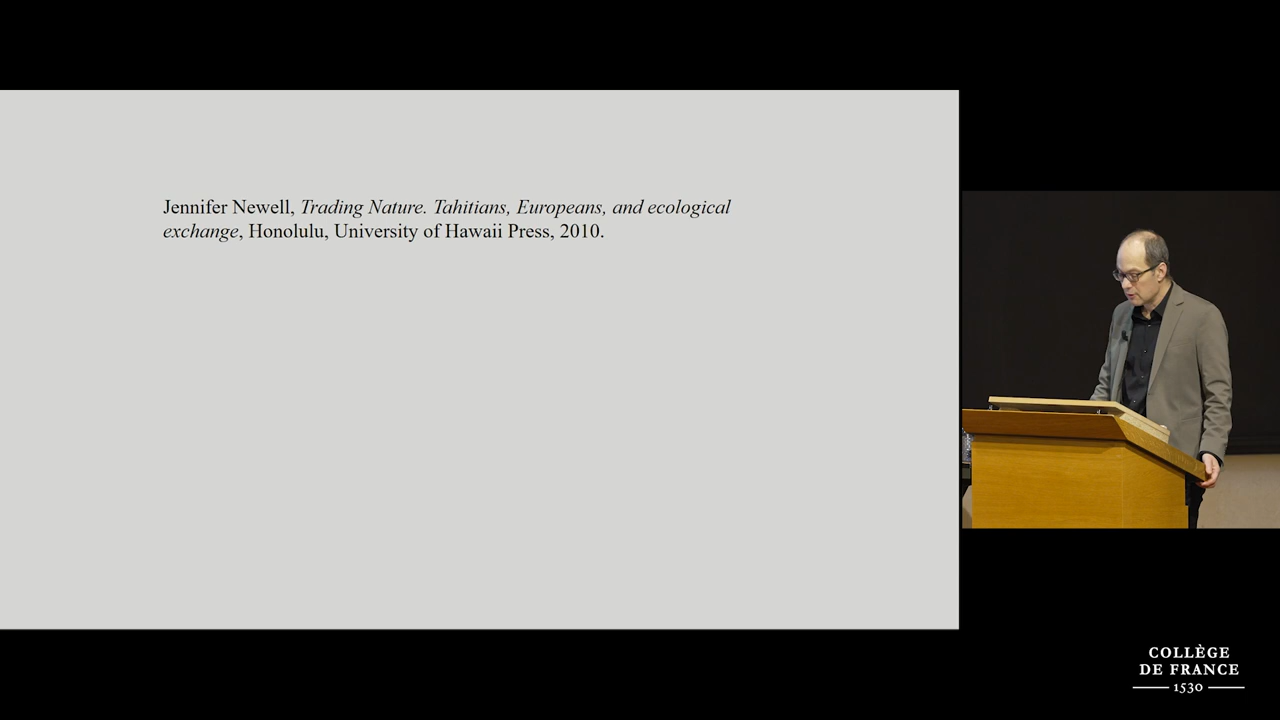 Jennifer Newell, Trading Nature. Tahitians, Europeans, and ecological
exchange, Honolulu, University of Hawaii Press, 2010.
COLLÈGE
DE FRANCE
1530